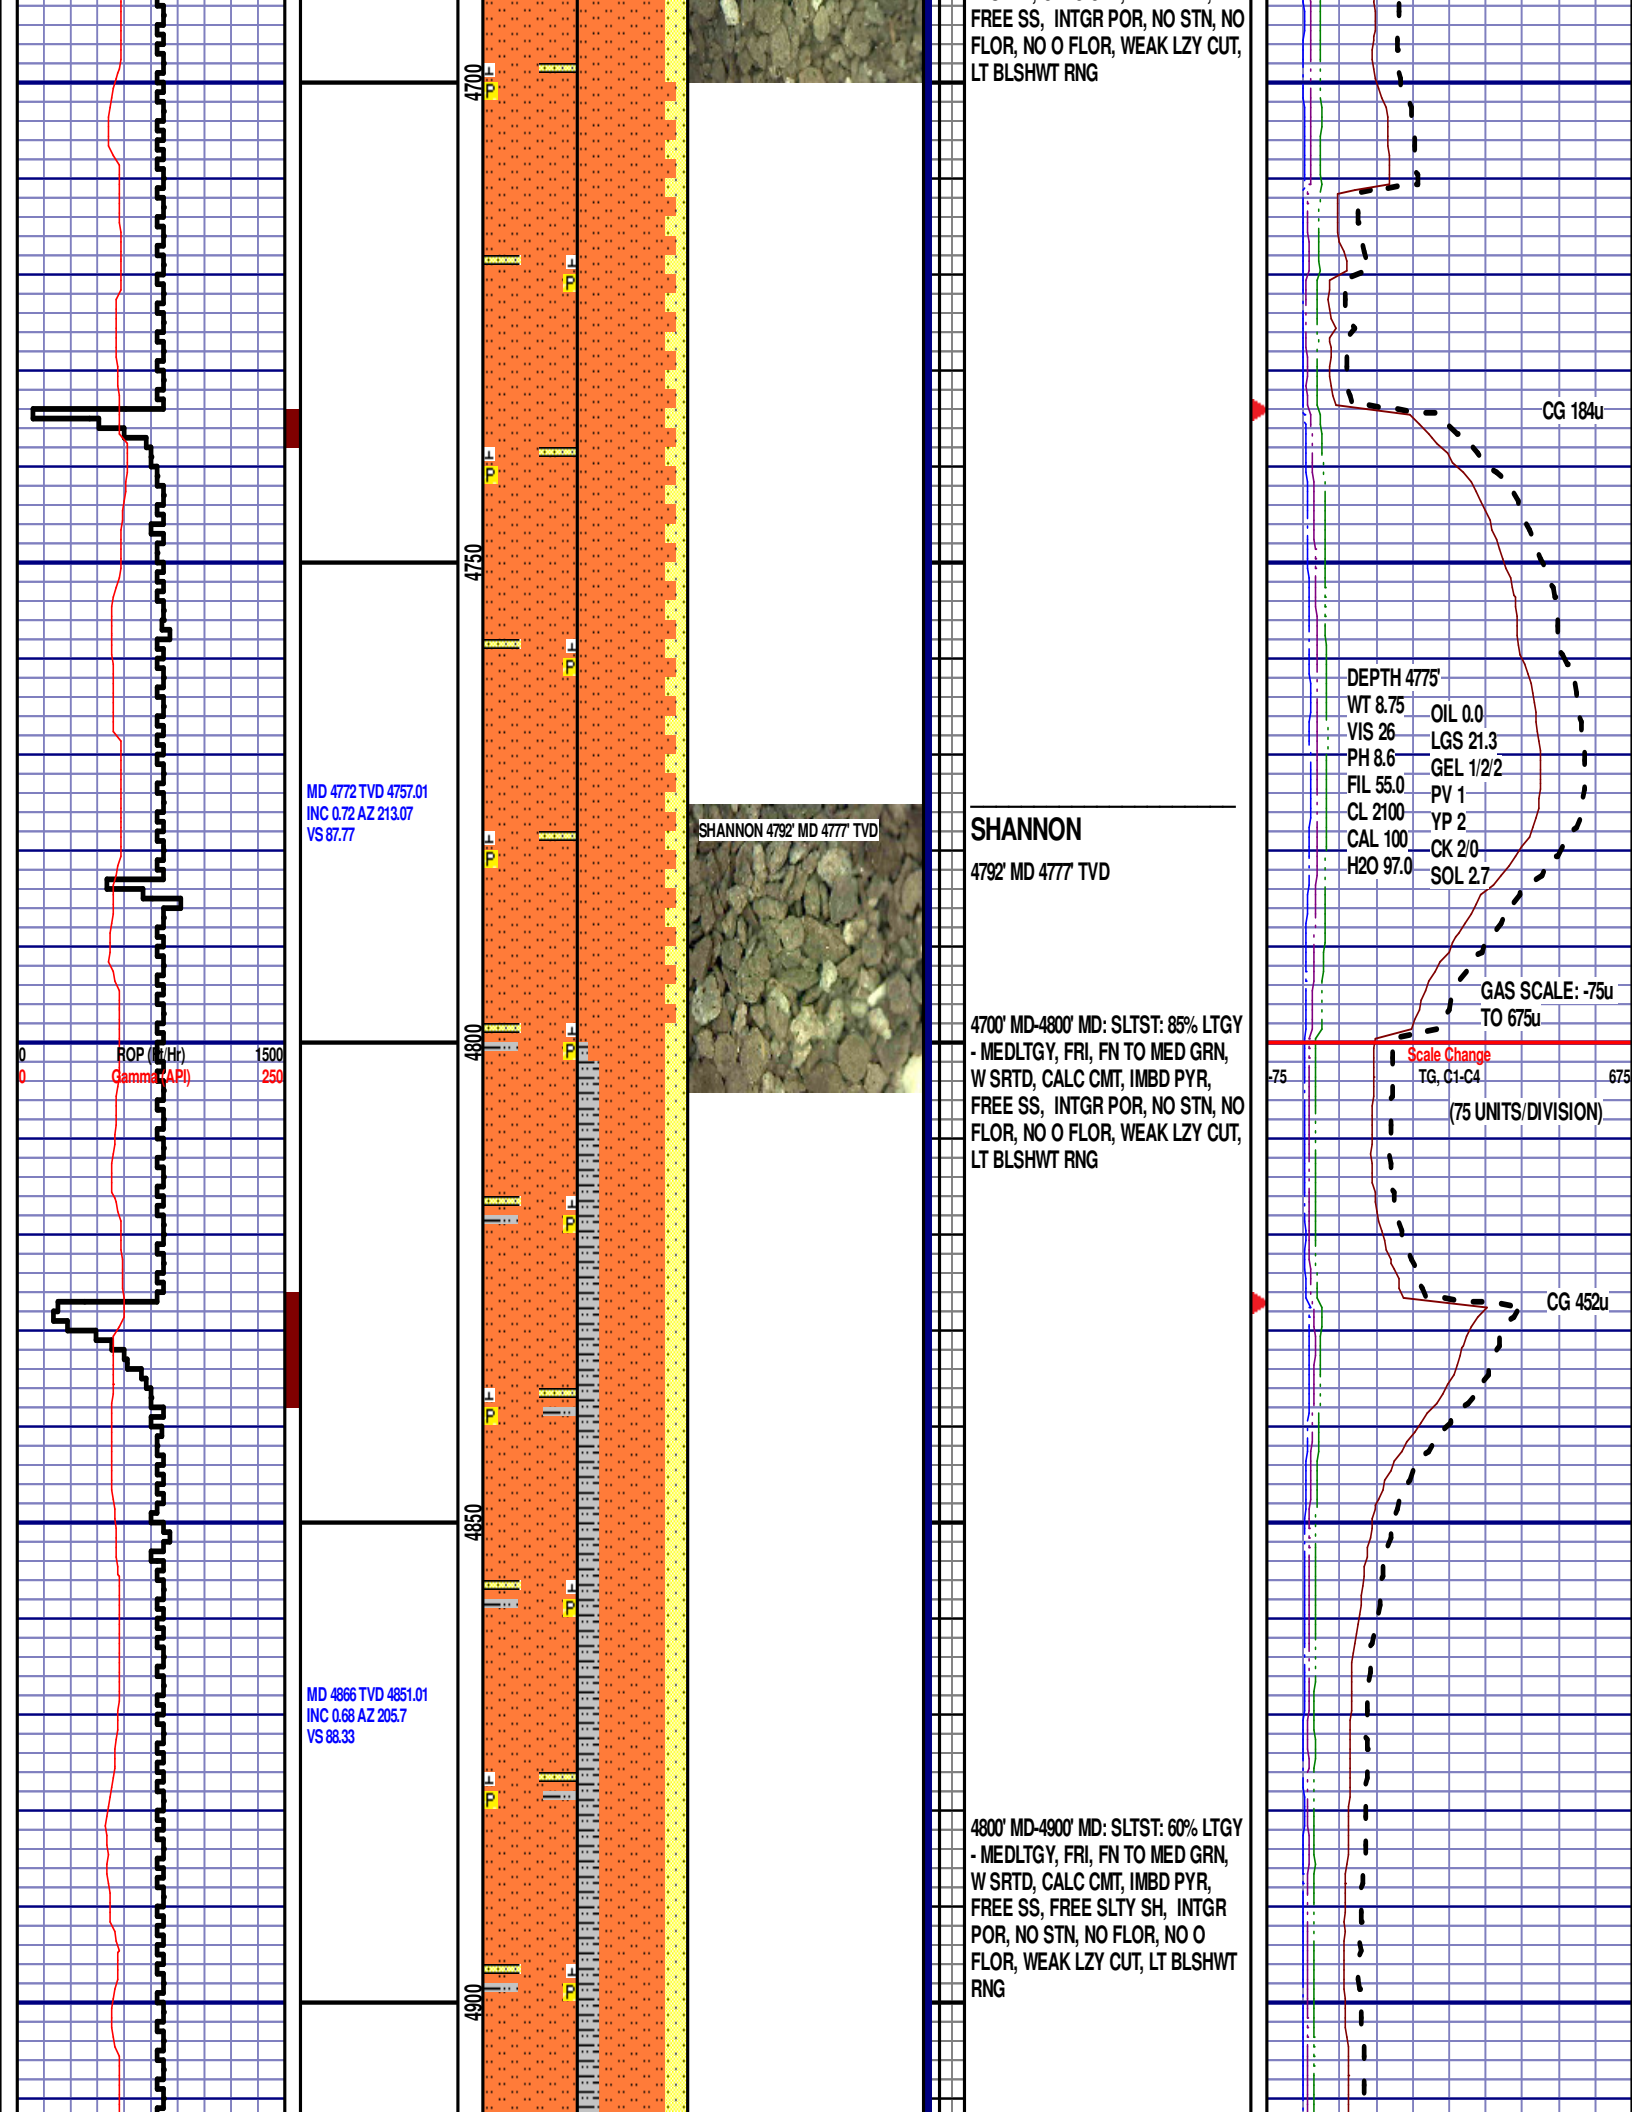 FREE SS, INTGR POR, NO STN, NO
FLOR, NO O FLOR, WEAK LZY CUT,
LT BLSHWT RNG
4700
P
P
CG 184u
P
4750
P
DEPTH 4775'
WT 8.75
VIS 26
PH 8.6
FIL 55.0
CL 2100
CAL 100
H2O 97.0
OIL 0.0
LGS 21.3
GEL 1/2/2
PV 1
YP 2
CK 2/0
SOL 2.7
MD 4772 TVD 4757.01
INC 0.72 AZ 213.07
VS 87.77
SHANNON 4792' MD 4777' TVD
SHANNON
4792' MD 4777' TVD
P
GAS SCALE: -75u
TO 675u
4700' MD-4800' MD: SLTST: 85% LTGY
- MEDLTGY, FRI, FN TO MED GRN,
W SRTD, CALC CMT, IMBD PYR,
FREE SS, INTGR POR, NO STN, NO
FLOR, NO O FLOR, WEAK LZY CUT,
LT BLSHWT RNG
4800
P
0 ROP (Ft/Hr) 1500
0 Gamma (API) 250
Scale Change
-75 TG, C1-C4 675
(75 UNITS/DIVISION)
P
CG 452u
P
4850
P
MD 4866 TVD 4851.01
INC 0.68 AZ 205.7
VS 88.33
P
4800' MD-4900' MD: SLTST: 60% LTGY
- MEDLTGY, FRI, FN TO MED GRN,
W SRTD, CALC CMT, IMBD PYR,
FREE SS, FREE SLTY SH, INTGR
POR, NO STN, NO FLOR, NO O
FLOR, WEAK LZY CUT, LT BLSHWT
RNG
P
4900